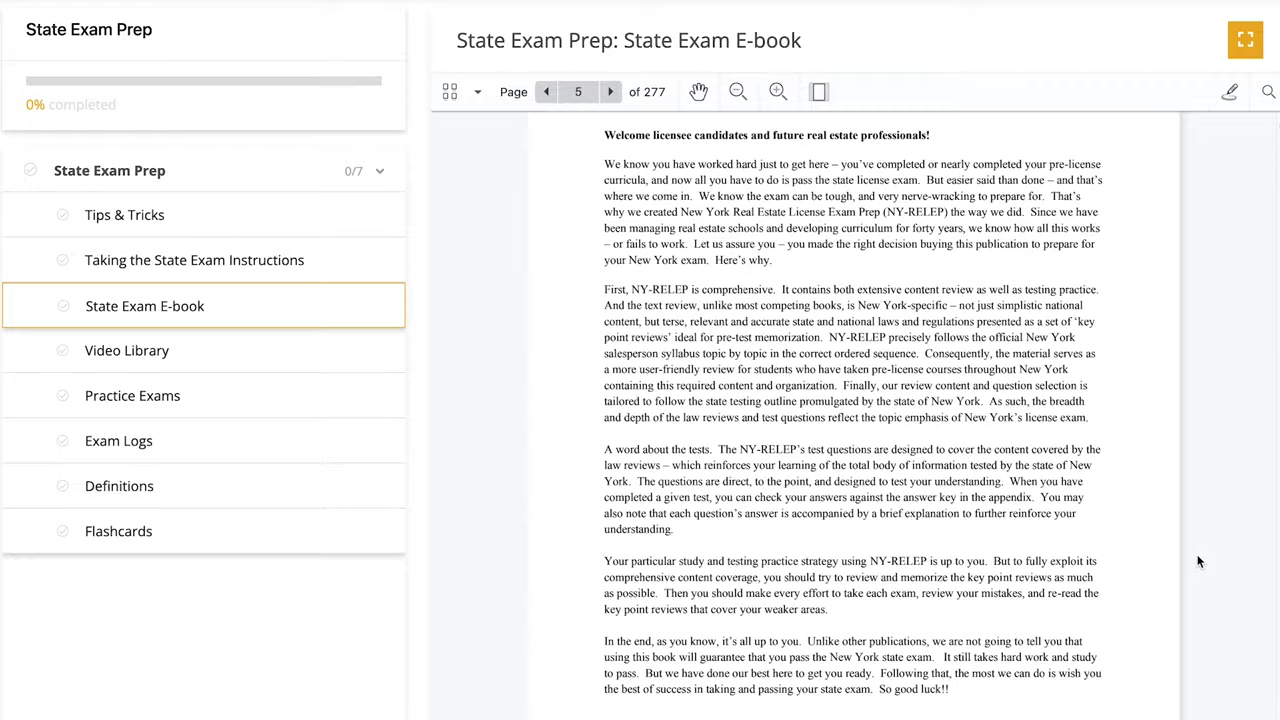 State Exam Prep
0% completed
State Exam Prep
0/7
Tips & Tricks
Taking the State Exam Instructions
State Exam E-book
Video Library
Practice Exams
Exam Logs
Definitions
Flashcards
State Exam Prep: State Exam E-book
Page 5 of 277
Welcome licensee candidates and future real estate professionals!
We know you have worked hard just to get here – you've completed or nearly completed your pre-license
curricula, and now all you have to do is pass the state license exam. But easier said than done – and that's
where we come in. We know the exam can be tough, and very nerve-wracking to prepare for. That's
why we created New York Real Estate License Exam Prep (NY-RELEP) the way we did. Since we have
been managing real estate schools and developing curriculum for forty years, we know how all this works
– or fails to work. Let us assure you – you made the right decision buying this publication to prepare for
your New York exam. Here's why.
First, NY-RELEP is comprehensive. It contains both extensive content review as well as testing practice.
And the text review, unlike most competing books, is New York-specific – not just simplistic national
content, but terse, relevant and accurate state and national laws and regulations presented as a set of 'key
point reviews' ideal for pre-test memorization. NY-RELEP precisely follows the official New York
salesperson syllabus topic by topic in the correct ordered sequence. Consequently, the material serves as
a more user-friendly review for students who have taken pre-license courses throughout New York
containing this required content and organization. Finally, our review content and question selection is
tailored to follow the state testing outline promulgated by the state of New York. As such, the breadth
and depth of the law reviews and test questions reflect the topic emphasis of New York's license exam.
A word about the tests. The NY-RELEP's test questions are designed to cover the content covered by the
law reviews – which reinforces your learning of the total body of information tested by the state of New
York. The questions are direct, to the point, and designed to test your understanding. When you have
completed a given test, you can check your answers against the answer key in the appendix. You may
also note that each question's answer is accompanied by a brief explanation to further reinforce your
understanding.
Your particular study and testing practice strategy using NY-RELEP is up to you. But to fully exploit its
comprehensive content coverage, you should try to review and memorize the key point reviews as much
as possible. Then you should make every effort to take each exam, review your mistakes, and re-read the
key point reviews that cover your weaker areas.
In the end, as you know, it's all up to you. Unlike other publications, we are not going to tell you that
using this book will guarantee that you pass the New York state exam. It still takes hard work and study
to pass. But we have done our best here to get you ready. Following that, the most we can do is wish you
the best of success in taking and passing your state exam. So good luck!!